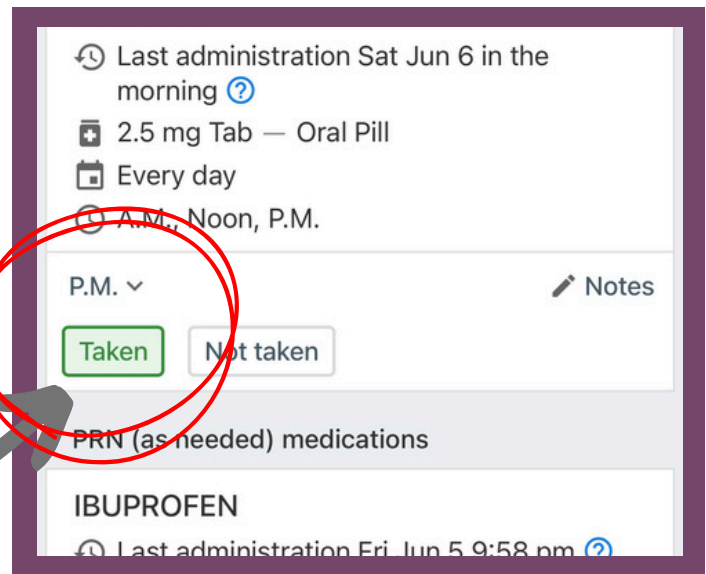 Last administration Sat Jun 6 in the
morning ?
2.5 mg Tab — Oral Pill
Every day
A.M., Noon, P.M.
P.M.
Notes
Taken
Not taken
PRN (as needed) medications
IBUPROFEN
Last administration Fri Jun 5 9:58 pm ?